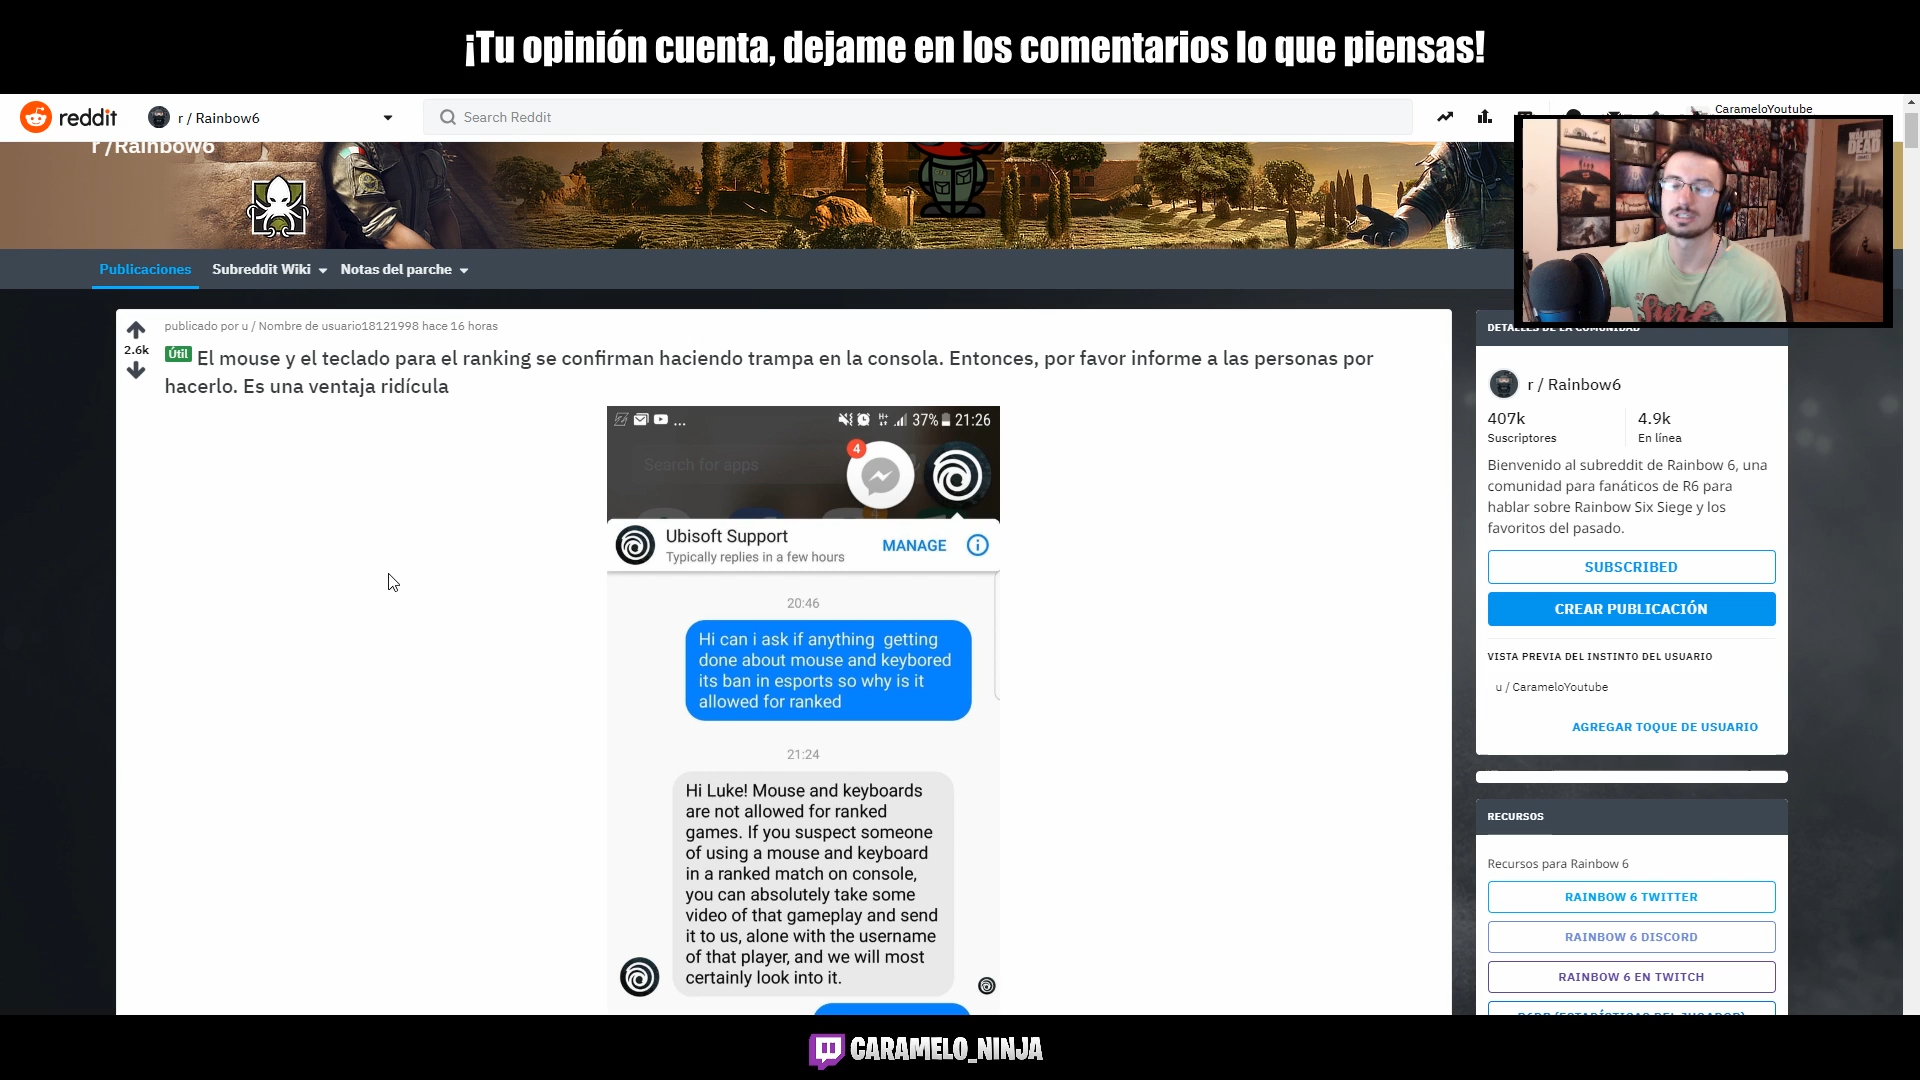 ¡Tu opinión cuenta, dejame en los comentarios lo que piensas!
reddit
r / Rainbow6
Search Reddit
CarameloYoutube
r /Rainbow6
Publicaciones
Subreddit Wiki
Notas del parche
publicado por u / Nombre de usuario18121998 hace 16 horas
2.6k
Útil El mouse y el teclado para el ranking se confirman haciendo trampa en la consola. Entonces, por favor informe a las personas por
hacerlo. Es una ventaja ridícula
... 37% 21:26
4
Search for apps
Ubisoft Support
Typically replies in a few hours
MANAGE
20:46
Hi can i ask if anything getting
done about mouse and keybored
its ban in esports so why is it
allowed for ranked
21:24
Hi Luke! Mouse and keyboards
are not allowed for ranked
games. If you suspect someone
of using a mouse and keyboard
in a ranked match on console,
you can absolutely take some
video of that gameplay and send
it to us, alone with the username
of that player, and we will most
certainly look into it.
WALKING
DEAD
DETALLES DE LA COMUNIDAD
r / Rainbow6
407k
Suscriptores
4.9k
En línea
Bienvenido al subreddit de Rainbow 6, una
comunidad para fanáticos de R6 para
hablar sobre Rainbow Six Siege y los
favoritos del pasado.
SUBSCRIBED
CREAR PUBLICACIÓN
VISTA PREVIA DEL INSTINTO DEL USUARIO
u / CarameloYoutube
AGREGAR TOQUE DE USUARIO
RECURSOS
Recursos para Rainbow 6
RAINBOW 6 TWITTER
RAINBOW 6 DISCORD
RAINBOW 6 EN TWITCH
CARAMELO_NINJA